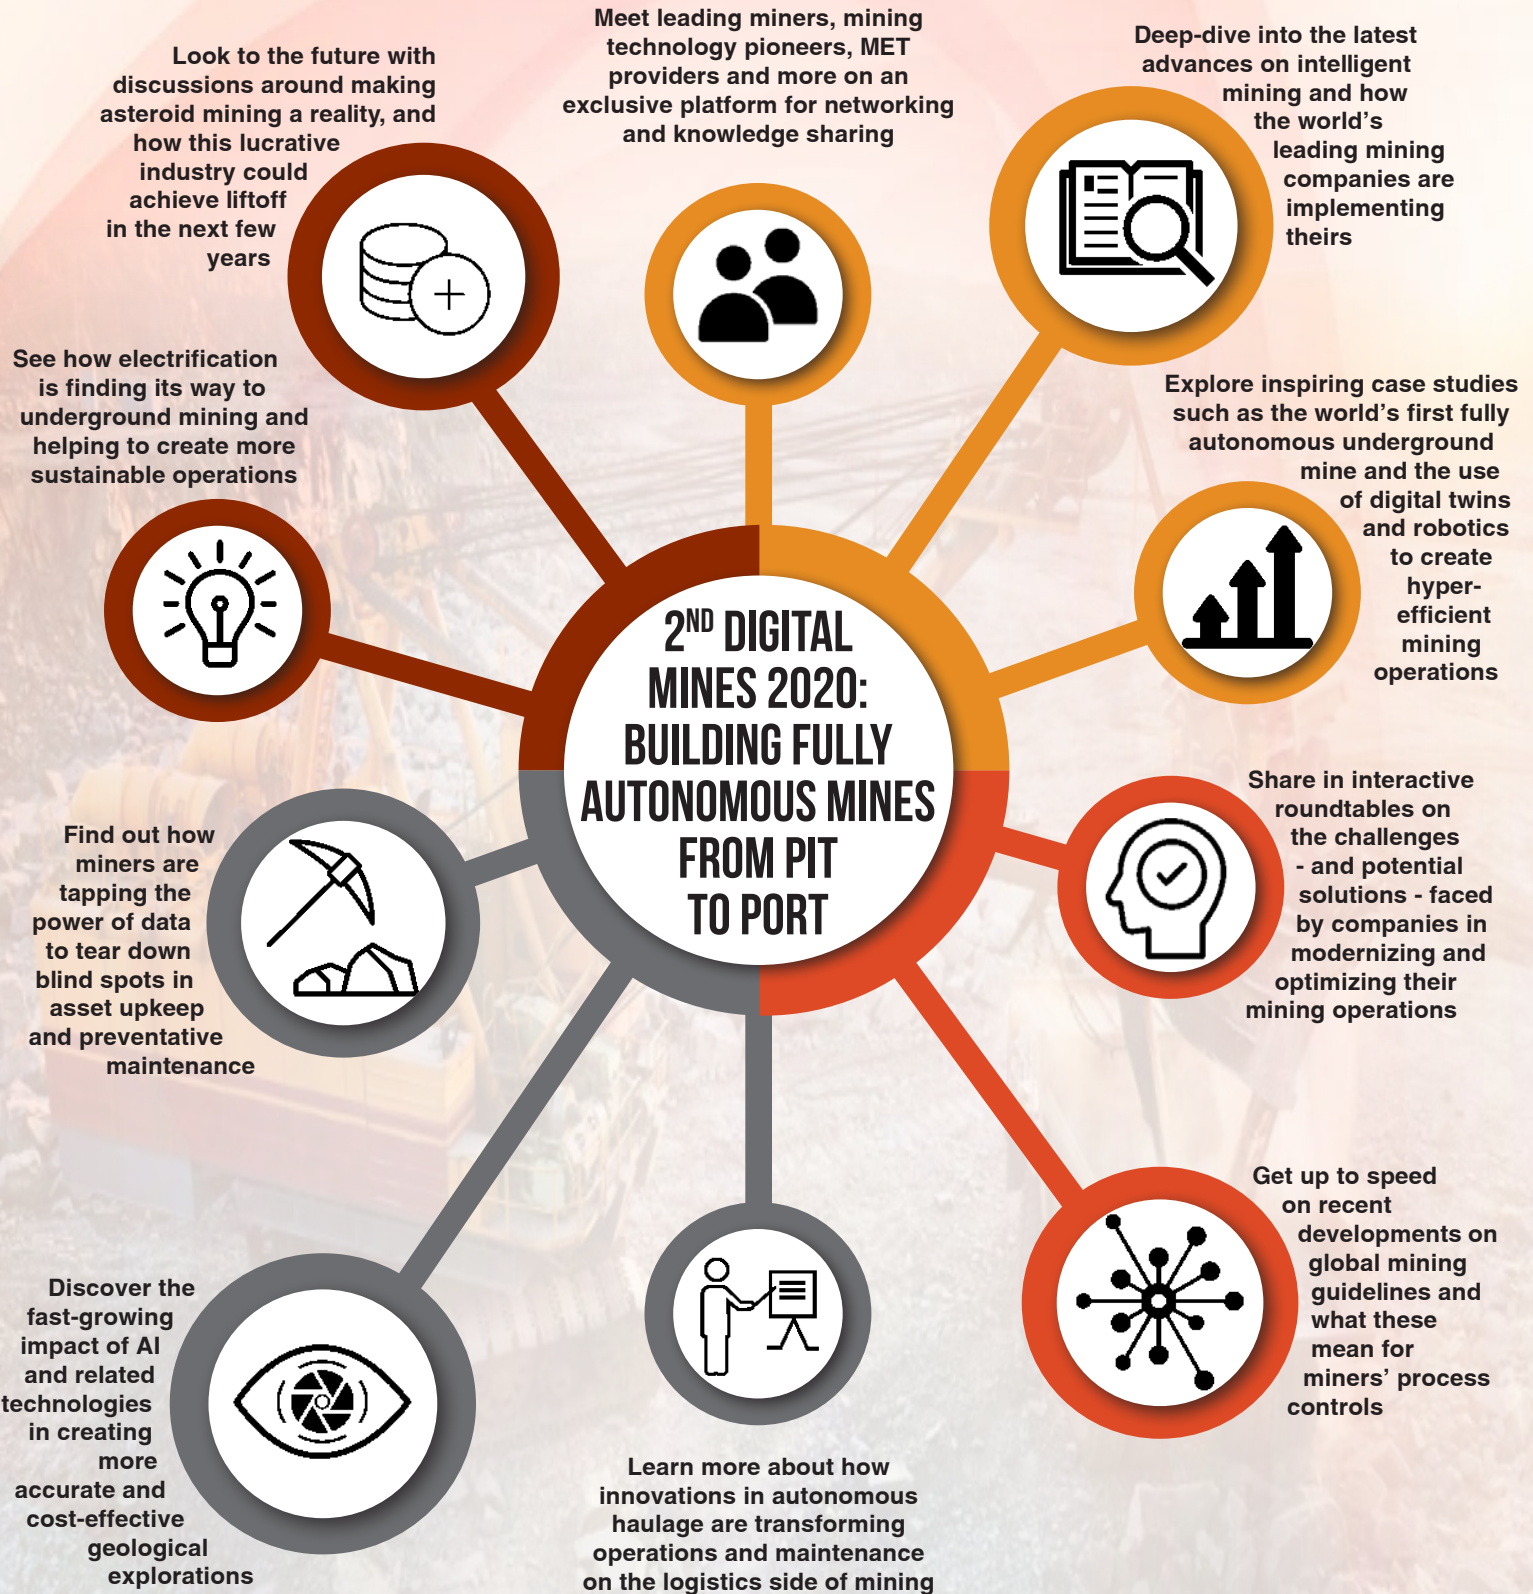 Look to the future with
discussions around making
asteroid mining a reality, and
how this lucrative
industry could
achieve liftoff
in the next few
years
Meet leading miners, mining
technology pioneers, MET
providers and more on an
exclusive platform for networking
and knowledge sharing
Deep-dive into the latest
advances on intelligent
mining and how
the world's
leading mining
companies are
implementing
theirs
See how electrification
is finding its way to
underground mining and
helping to create more
sustainable operations
Explore inspiring case studies
such as the world's first fully
autonomous underground
mine and the use
of digital twins
and robotics
to create
hyper-
efficient
mining
operations
2ND DIGITAL
MINES 2020:
BUILDING FULLY
AUTONOMOUS MINES
FROM PIT
TO PORT
Find out how
miners are
tapping the
power of data
to tear down
blind spots in
asset upkeep
and preventative
maintenance
Share in interactive
roundtables on
the challenges
- and potential
solutions - faced
by companies in
modernizing and
optimizing their
mining operations
Discover the
fast-growing
impact of AI
and related
technologies
in creating
more
accurate and
cost-effective
geological
explorations
Learn more about how
innovations in autonomous
haulage are transforming
operations and maintenance
on the logistics side of mining
Get up to speed
on recent
developments on
global mining
guidelines and
what these
mean for
miners' process
controls